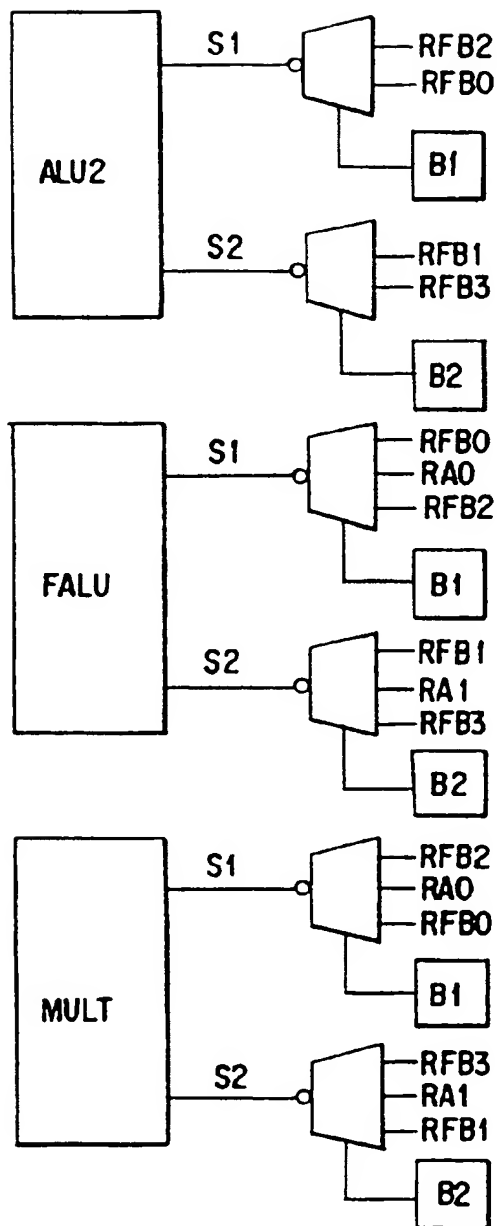 S1
RFB2
RFB0
B1
ALU2
S2
RFB1
RFB3
B2
S1
RFB0
RA0
RFB2
B1
FALU
S2
RFB1
RA1
RFB3
B2
S1
RFB2
RA0
RFB0
B1
MULT
S2
RFB3
RA1
RFB1
B2